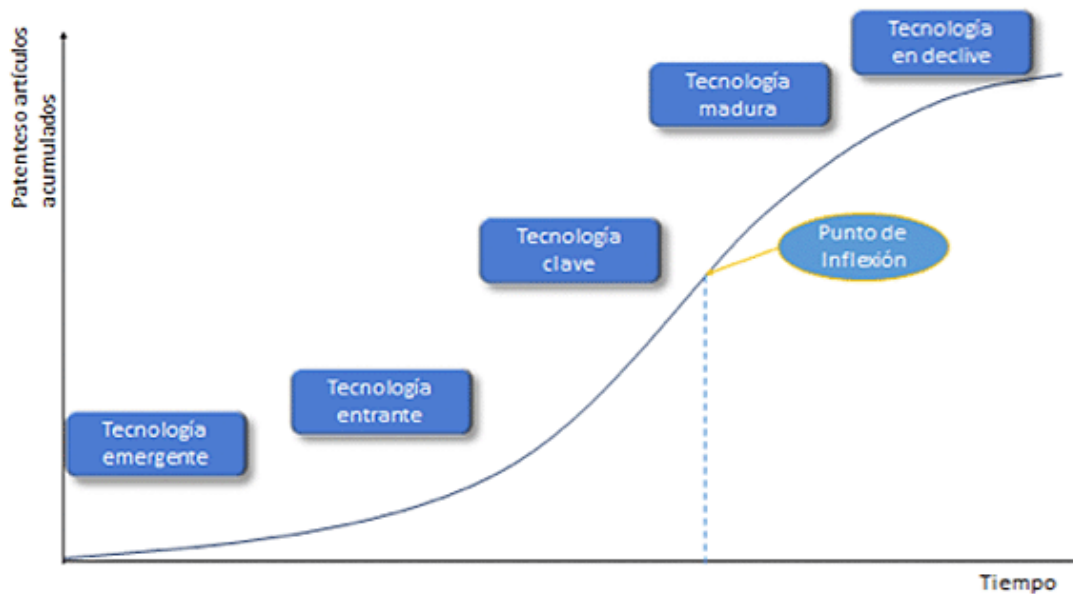 Patenteso artículos
acumulados
Tecnología
emergente
Tecnología
entrante
Tecnología
clave
Tecnología
madura
Tecnología
en declive
Punto de
Inflexión
Tiempo